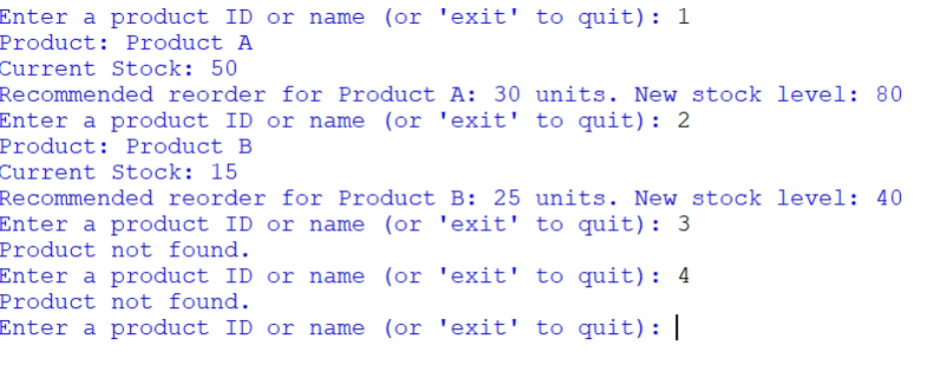 Enter a product ID or name (or 'exit' to quit): 1
Product: Product A
Current Stock: 50
Recommended reorder for Product A: 30 units. New stock level: 80
Enter a product ID or name (or 'exit' to quit): 2
Product: Product B
Current Stock: 15
Recommended reorder for Product B: 25 units. New stock level: 40
Enter a product ID or name (or 'exit' to quit): 3
Product not found.
Enter a product ID or name (or 'exit' to quit): 4
Product not found.
Enter a product ID or name (or 'exit' to quit):